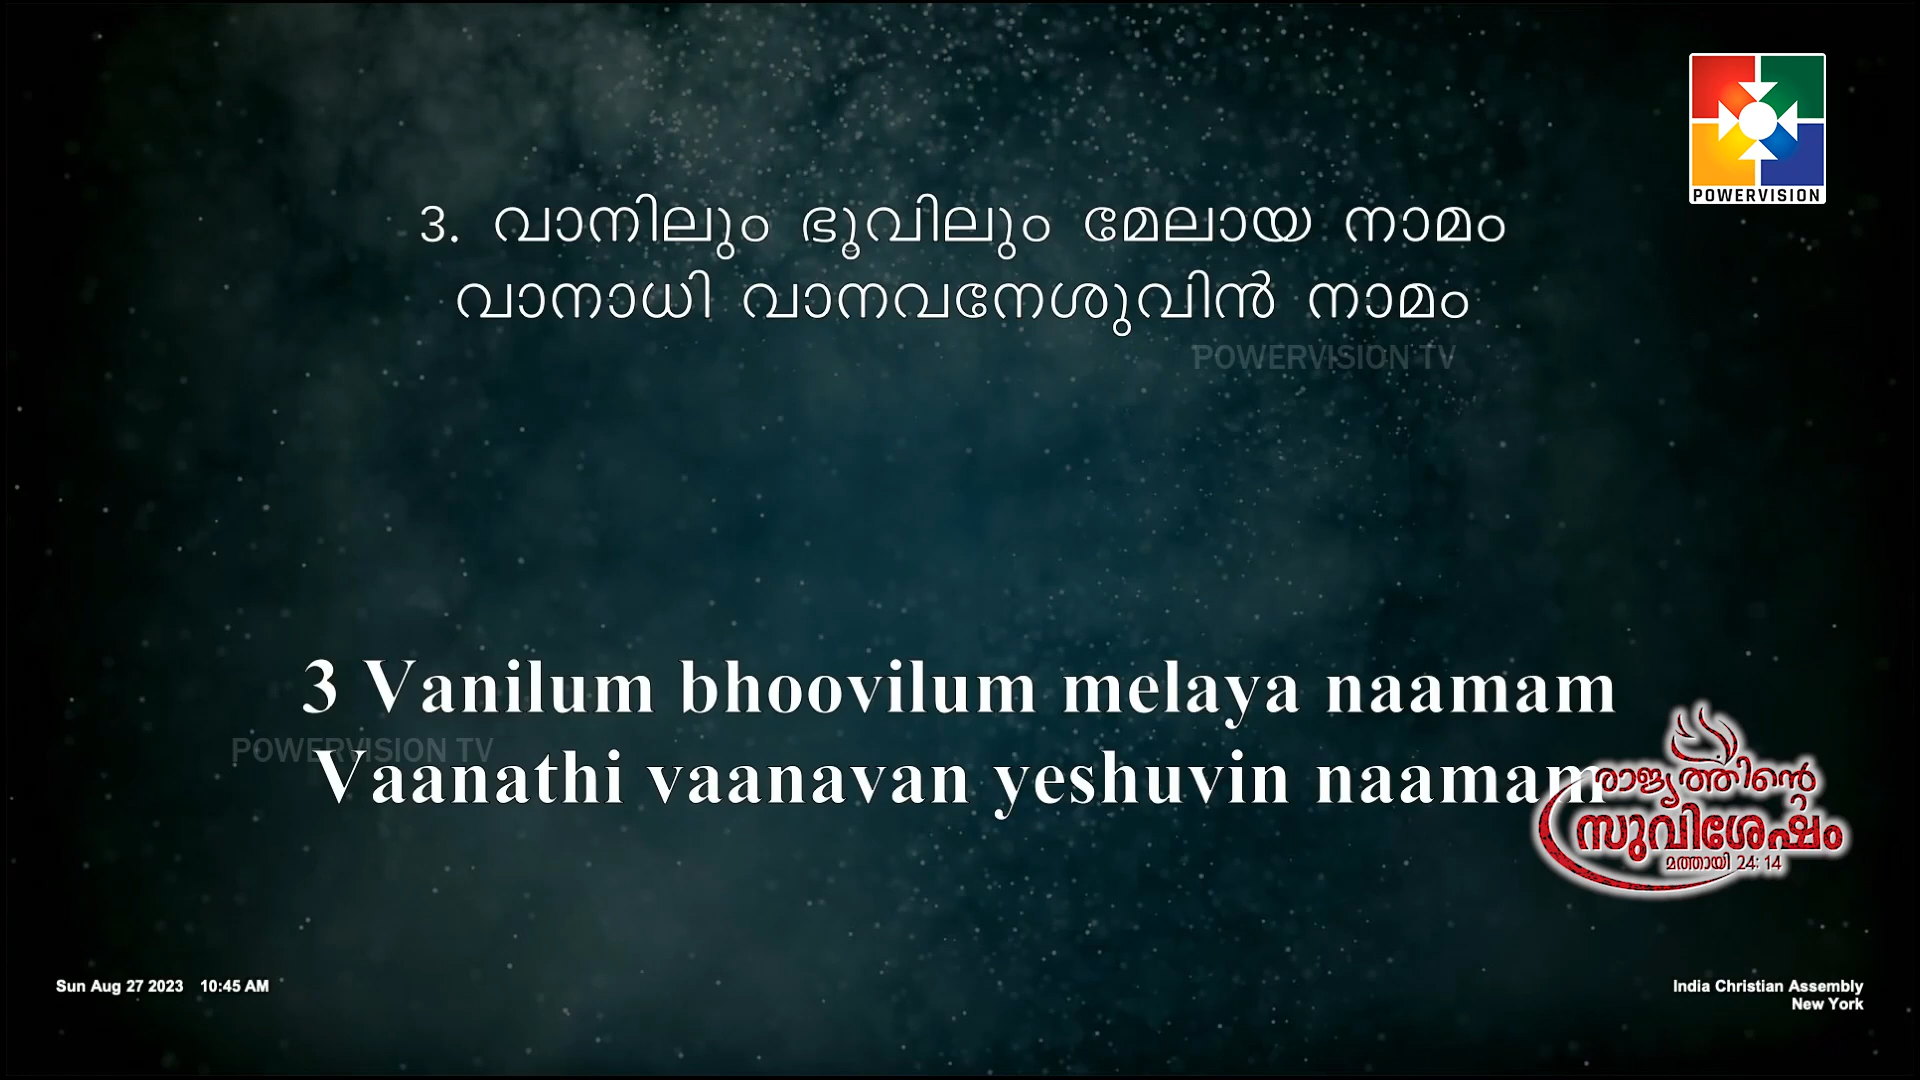 POWERVISION
3. വാനിലും ഭൂവിലും മേലായ നാമം
വാനാധി വാനവനേശുവിൻ നാമം
POWERVISION TV
3 Vanilum bhoovilum melaya naamam
POWERVISION TV
Vaanathi vaanavan yeshuvin naamam
രാജ്യത്തിന്റെ
സുവിശേഷം
മത്തായി 24: 14
Sun Aug 27 2023 10:45 AM
India Christian Assembly
New York